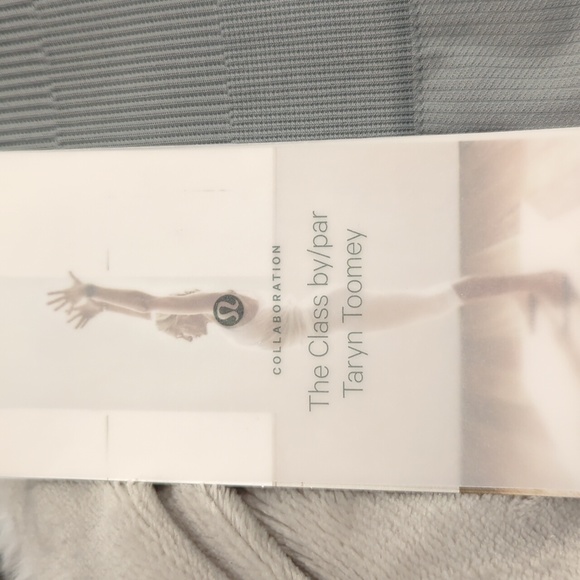 COLLABORATION
The Class by/par
Taryn Toomey